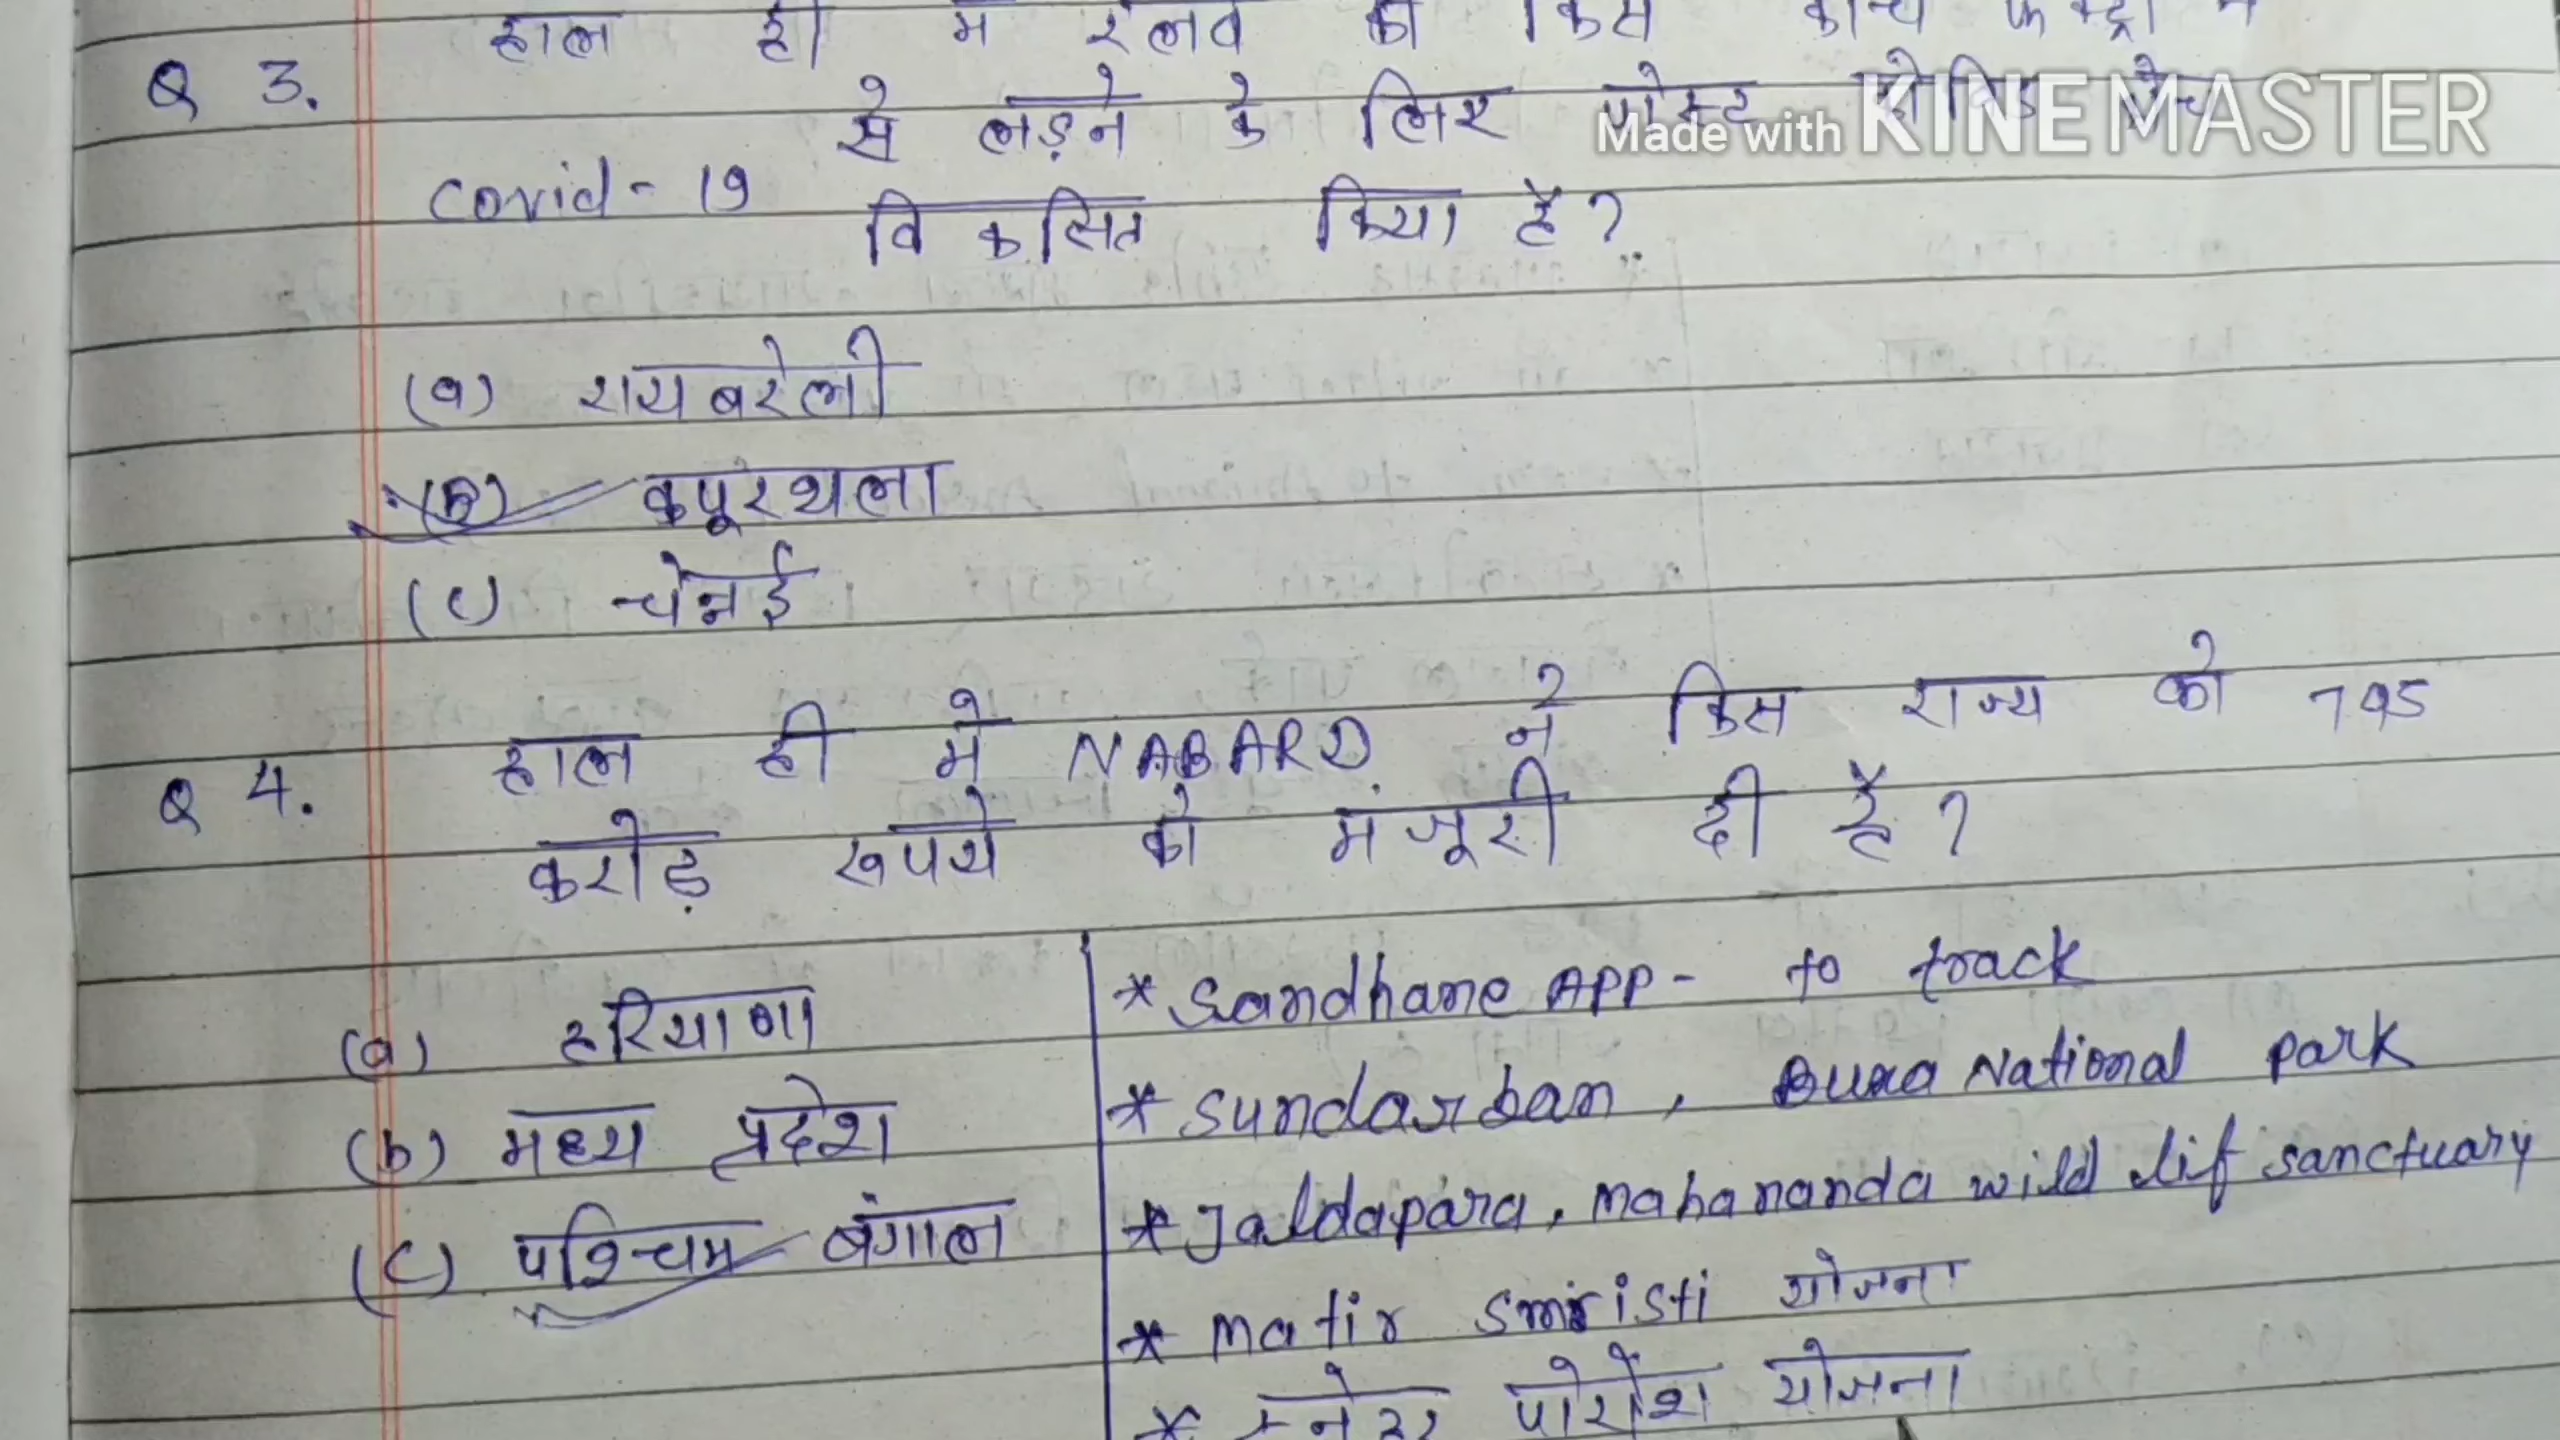 हाल ही में रेलवे की किस कोच फैक्ट्री ने
Q 3.
से लड़ने के लिए पोस्ट कोविड कोच
Made with KINEMASTER
covid - 19
विकसित किया है?
(a) रायबरेली
(b) कपूरथला
(c) चेन्नई
Q 4. हाल ही में NABARD ने किस राज्य को 795
करोड़ रूपये को मंजूरी दी है?
(a) हरियाणा
(b) मध्य प्रदेश
(c) पश्चिम बंगाल
* Sandhane APP - to track
* Sundarban, Buxa National park
* Jaldapara, Mahananda wild lif sanctuary
* Matir smristi योजना
* स्नेहर पोरोश योजना